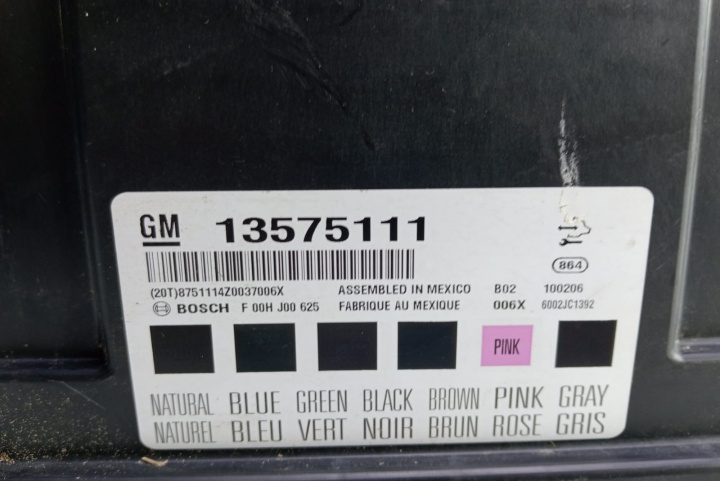 GM 13575111
864
(20T)8751114Z0037006X ASSEMBLED IN MEXICO B02 100206
BOSCH F 00H J00 625 FABRIQUE AU MEXIQUE 006X 6002JC1392
PINK
NATURAL BLUE GREEN BLACK BROWN PINK GRAY
NATUREL BLEU VERT NOIR BRUN ROSE GRIS